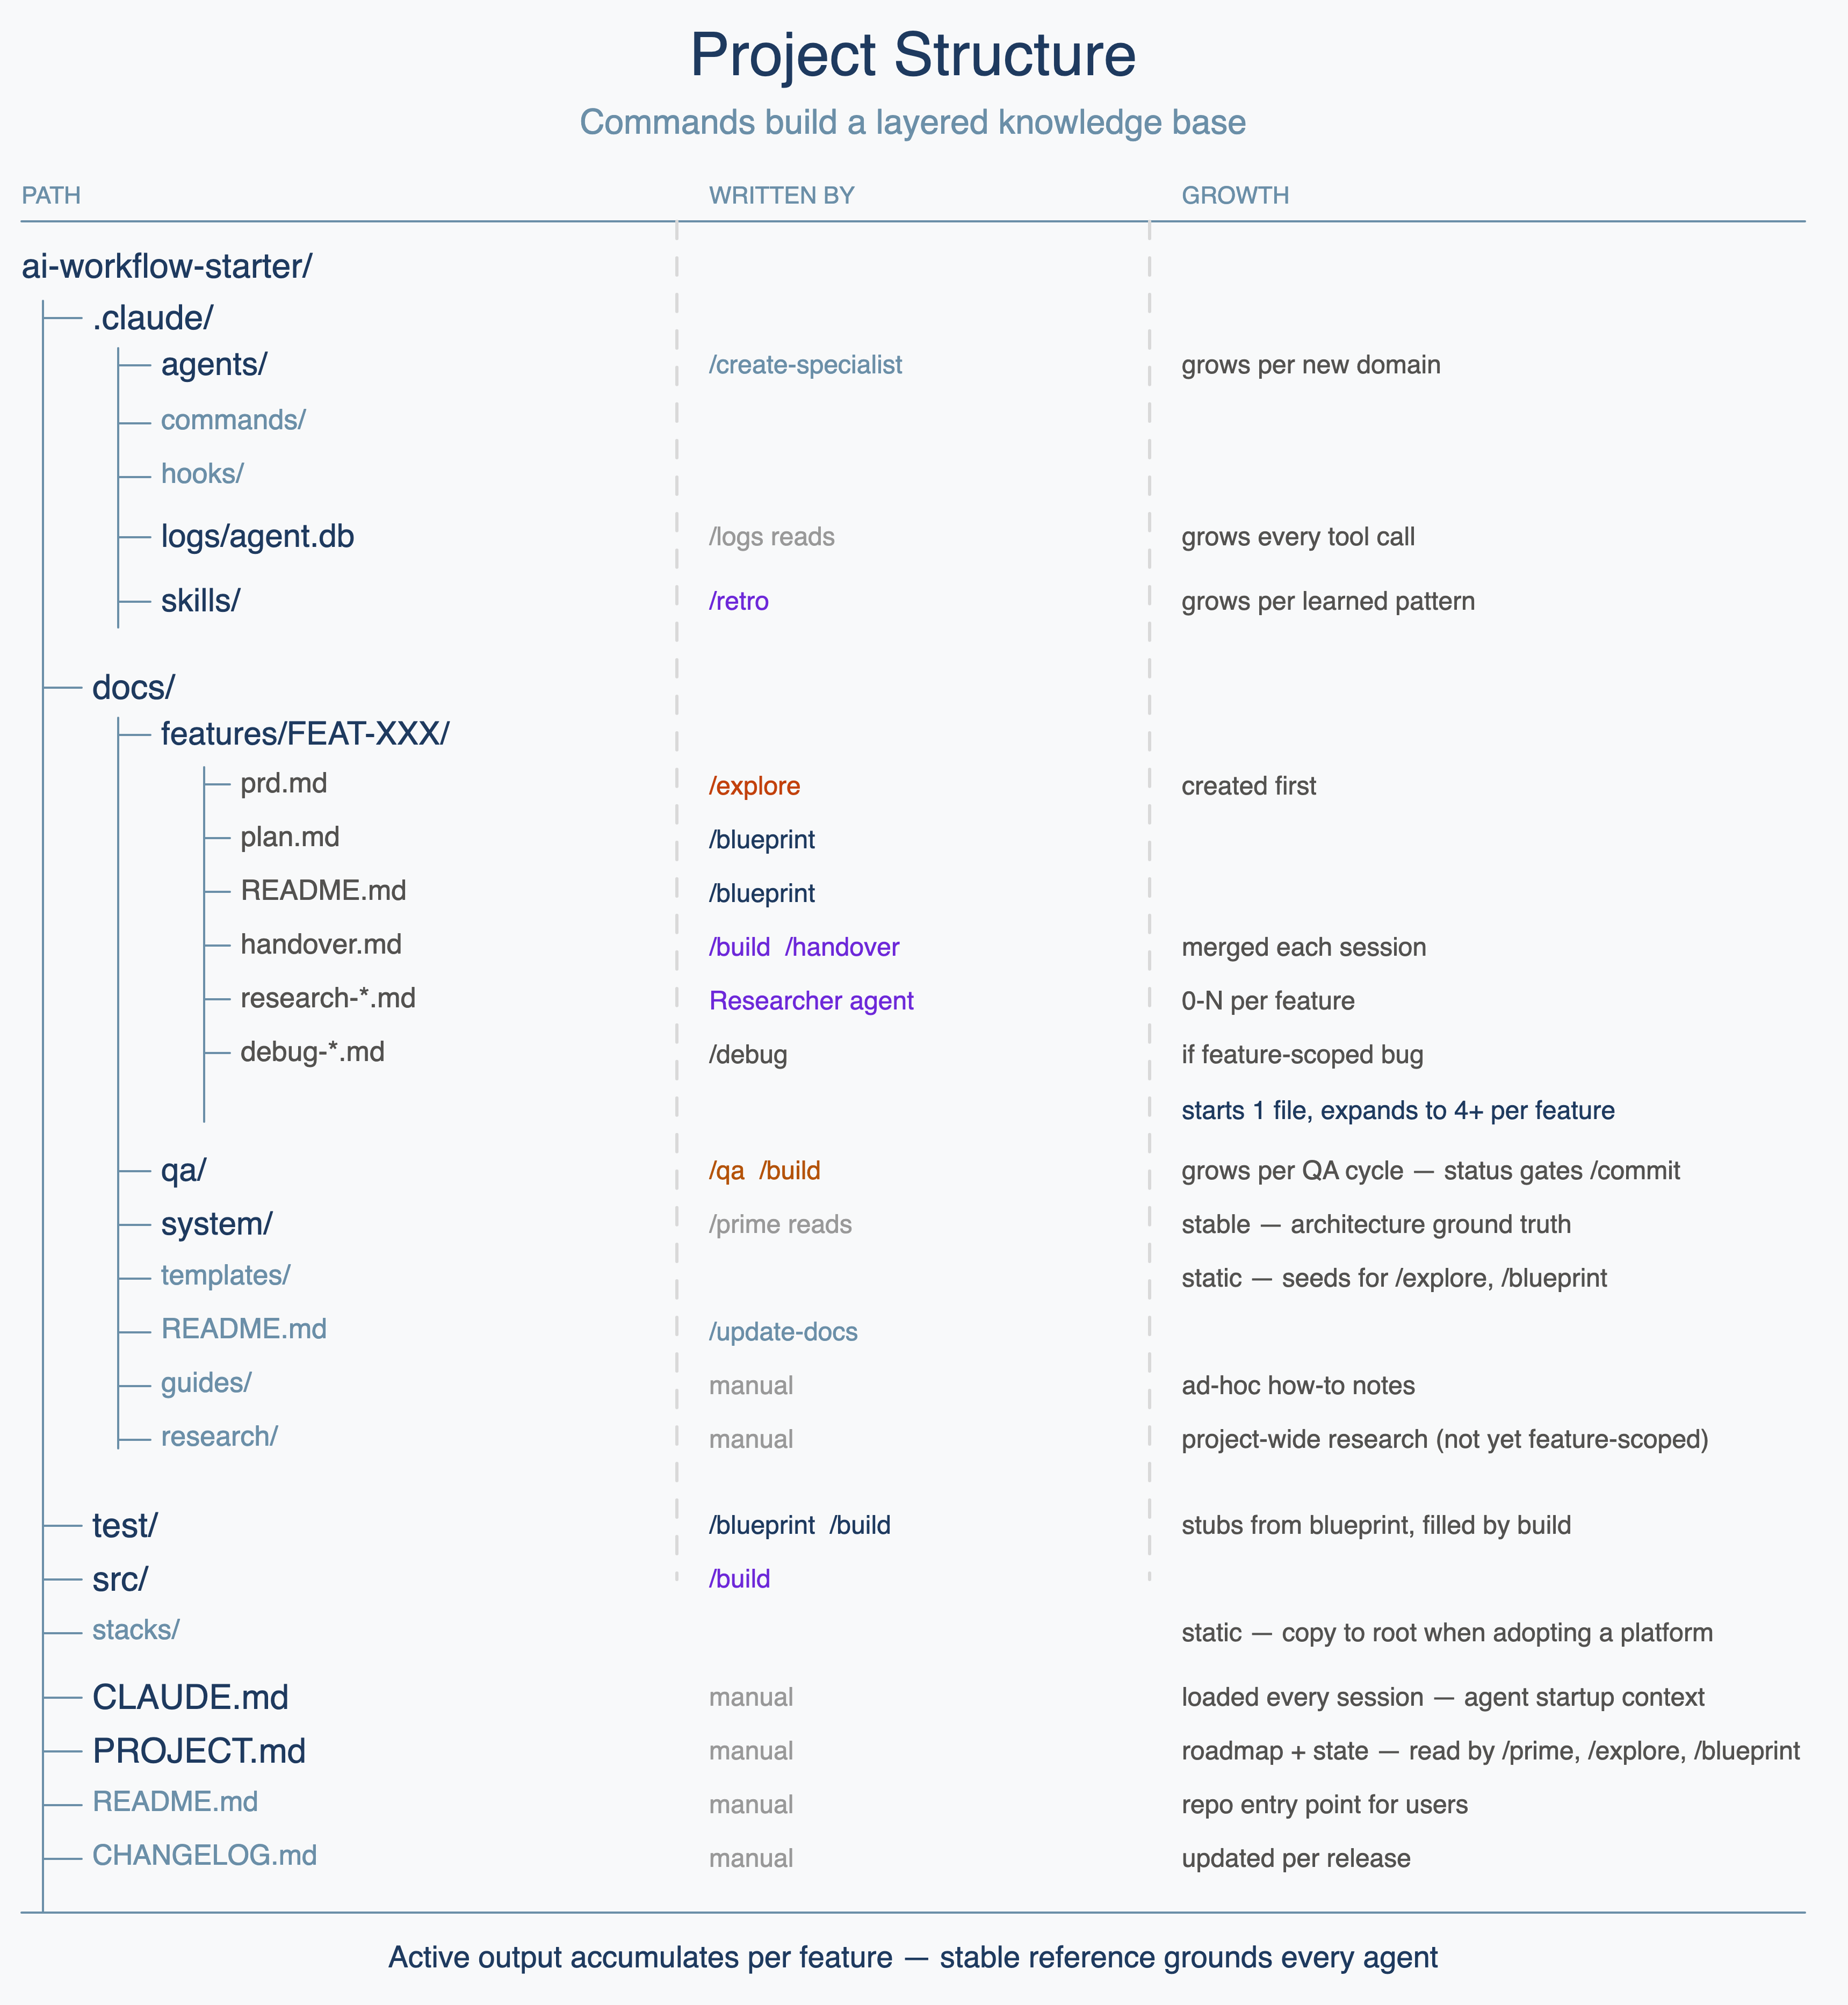 Project Structure
Commands build a layered knowledge base
PATH WRITTEN BY GROWTH
ai-workflow-starter/
.claude/
agents/ /create-specialist grows per new domain
commands/
hooks/
logs/agent.db /logs reads grows every tool call
skills/ /retro grows per learned pattern
docs/
features/FEAT-XXX/
prd.md /explore created first
plan.md /blueprint
README.md /blueprint
handover.md /build /handover merged each session
research-*.md Researcher agent 0-N per feature
debug-*.md /debug if feature-scoped bug
starts 1 file, expands to 4+ per feature
qa/ /qa /build grows per QA cycle — status gates /commit
system/ /prime reads stable — architecture ground truth
templates/ static — seeds for /explore, /blueprint
README.md /update-docs
guides/ manual ad-hoc how-to notes
research/ manual project-wide research (not yet feature-scoped)
test/ /blueprint /build stubs from blueprint, filled by build
src/ /build
stacks/ static — copy to root when adopting a platform
CLAUDE.md manual loaded every session — agent startup context
PROJECT.md manual roadmap + state — read by /prime, /explore, /blueprint
README.md manual repo entry point for users
CHANGELOG.md manual updated per release
Active output accumulates per feature — stable reference grounds every agent